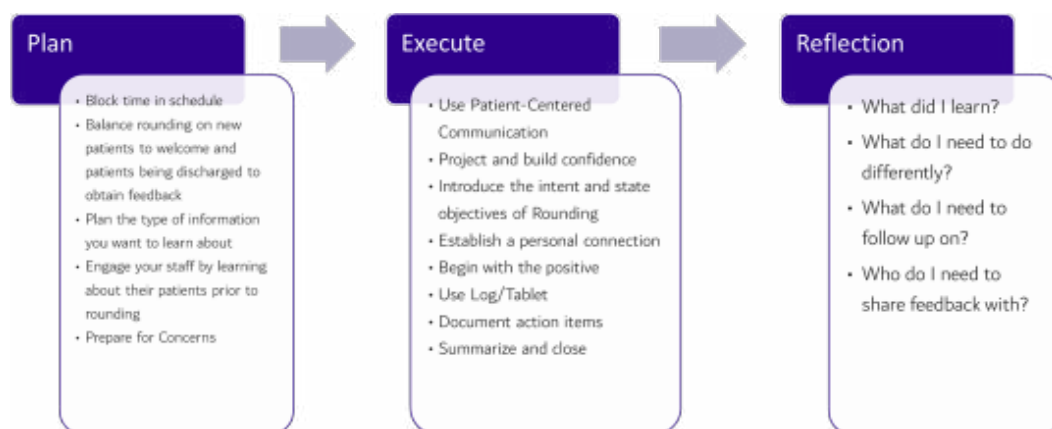 Plan
• Block time in schedule
• Balance rounding on new
patients to welcome and
patients being discharged to
obtain feedback
• Plan the type of information
you want to learn about
• Engage your staff by learning
about their patients prior to
rounding
• Prepare for Concerns
Execute
• Use Patient-Centered
Communication
• Project and build confidence
• Introduce the intent and state
objectives of Rounding
• Establish a personal connection
• Begin with the positive
• Use Log/Tablet
• Document action items
• Summarize and close
Reflection
• What did I learn?
• What do I need to do
differently?
• What do I need to
follow up on?
• Who do I need to
share feedback with?